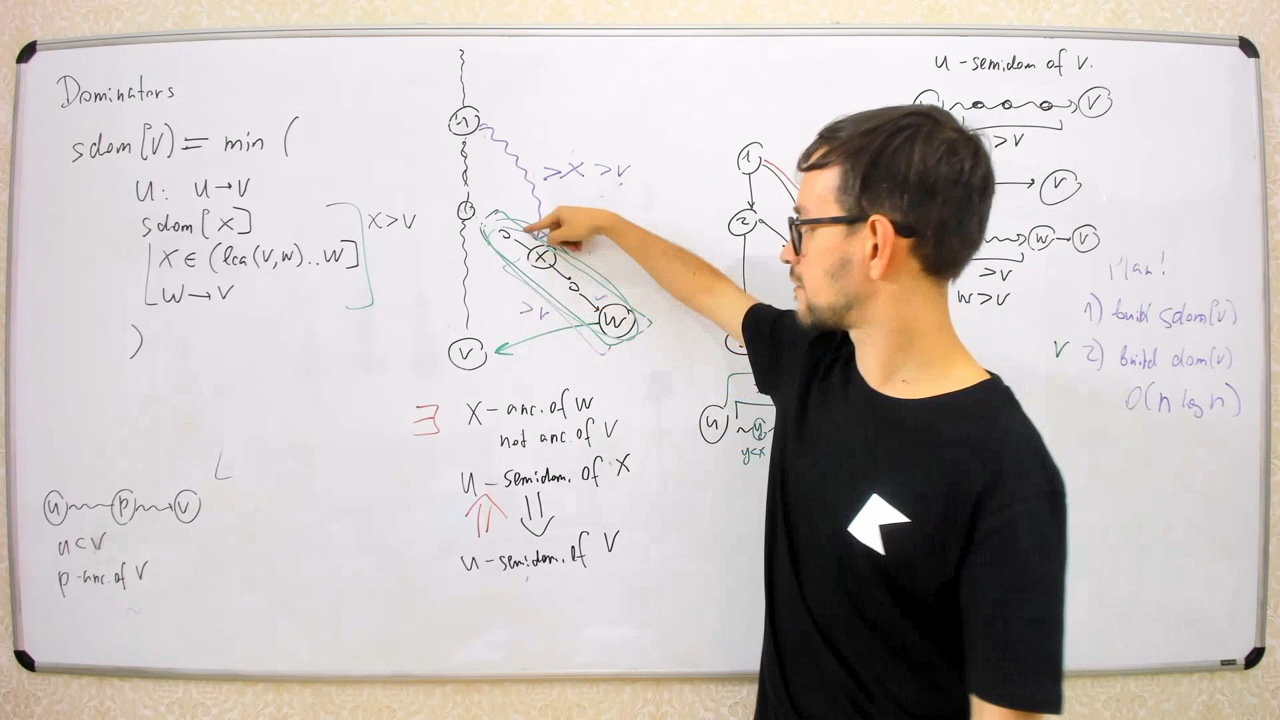 Dominators
sdom[v] = min (
u: u→v
sdom[x]
x ∈ (lca(v,w)..w]
w→v
x>v
)
u
p
v
u<v
p-anc. of v
u
>x >v
x
>v
w
v
∃
x - anc. of w
not anc. of v
u - semidom. of x
⇓
u - semidom. of v
1
2
u
y
y<x
u - semidom of v.
v
>v
v
w→v
>v
w>v
Plan!
1) build sdom(v)
v 2) build dom(v)
O(n log n)